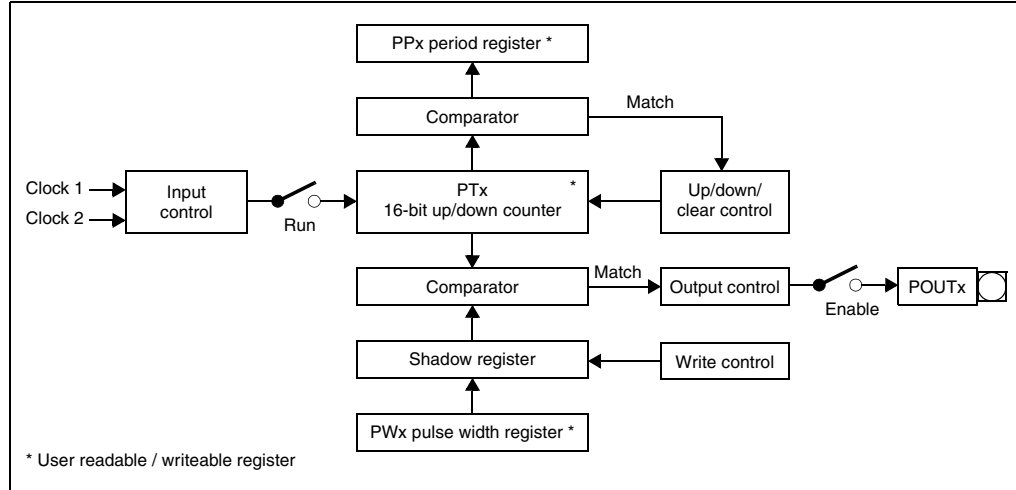 PPx period register *
Comparator
Match
Clock 1
Clock 2
Input
control
Run
PTx *
16-bit up/down counter
Up/down/
clear control
Comparator
Match
Output control
Enable
POUTx
Shadow register
Write control
PWx pulse width register *
* User readable / writeable register